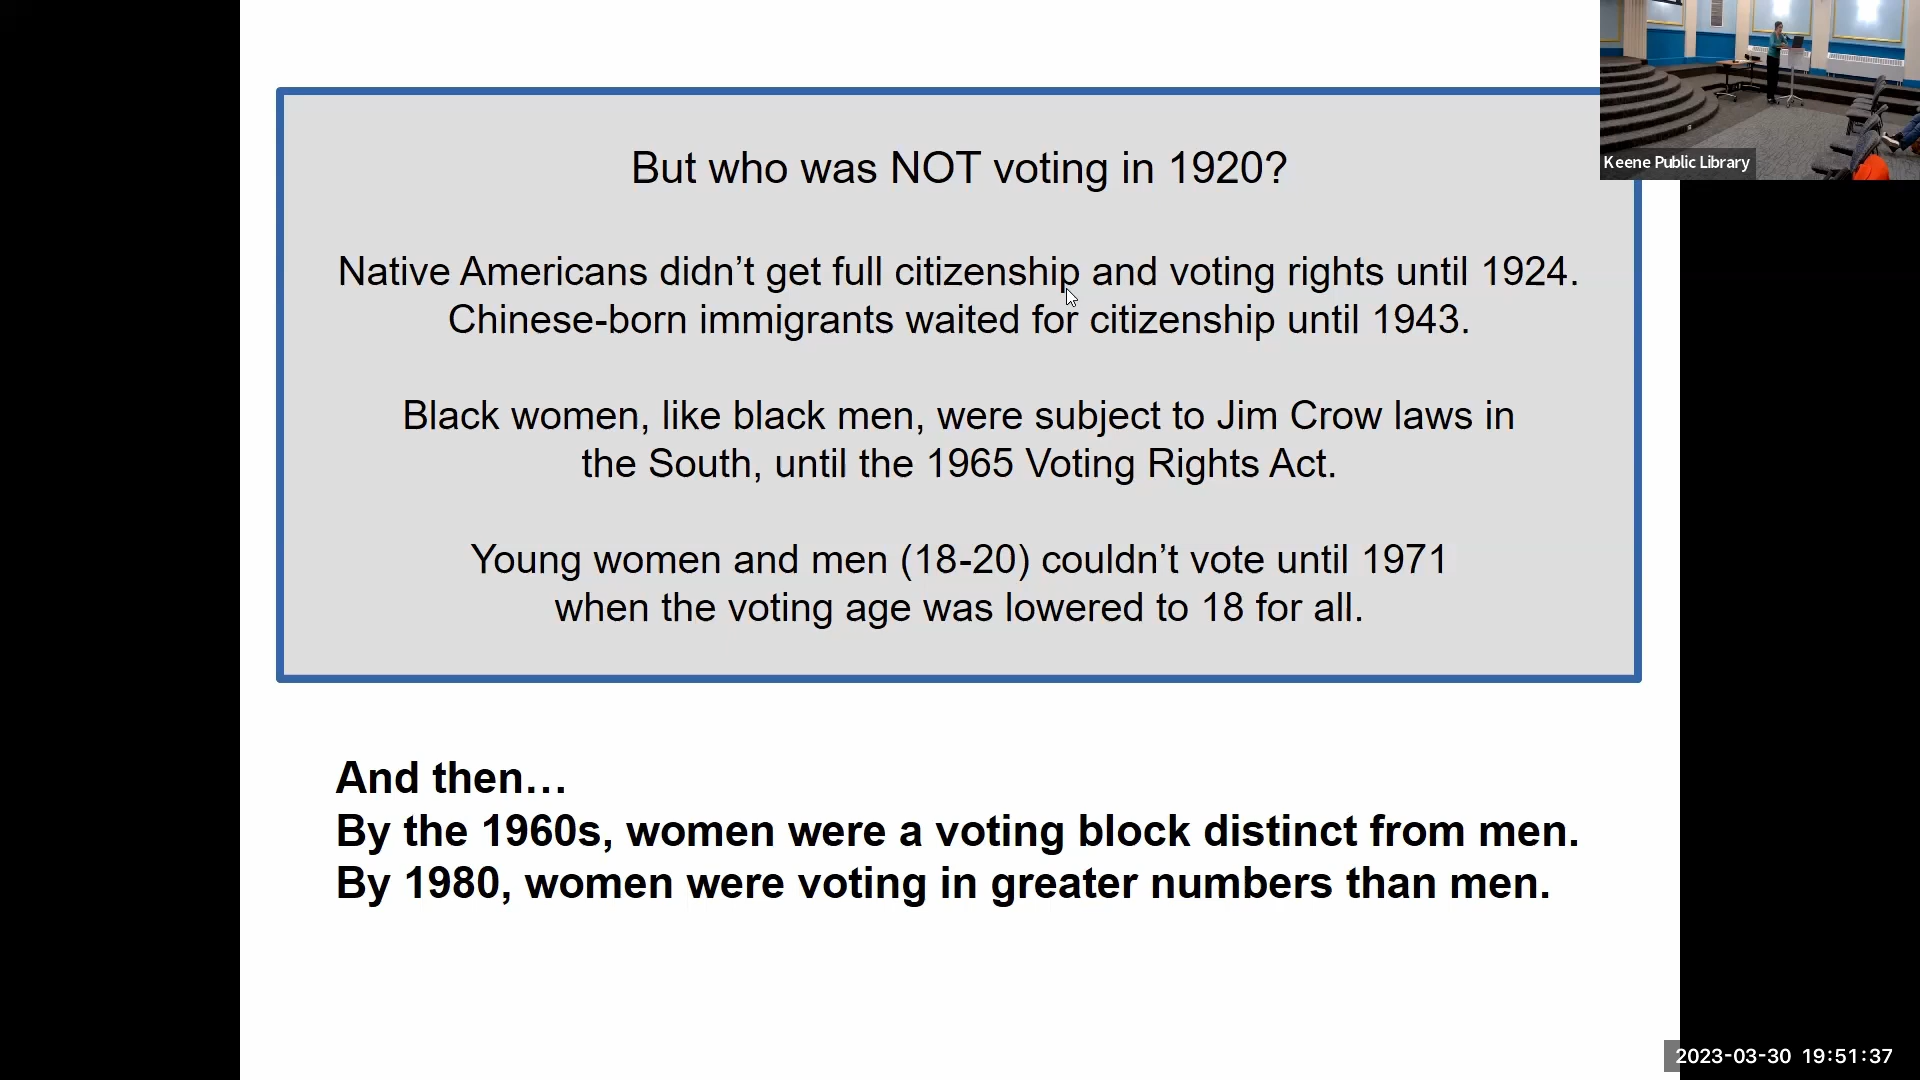 But who was NOT voting in 1920?
Native Americans didn’t get full citizenship and voting rights until 1924.
Chinese-born immigrants waited for citizenship until 1943.
Black women, like black men, were subject to Jim Crow laws in
the South, until the 1965 Voting Rights Act.
Young women and men (18-20) couldn’t vote until 1971
when the voting age was lowered to 18 for all.
And then…
By the 1960s, women were a voting block distinct from men.
By 1980, women were voting in greater numbers than men.
Keene Public Library
2023-03-30 19:51:37